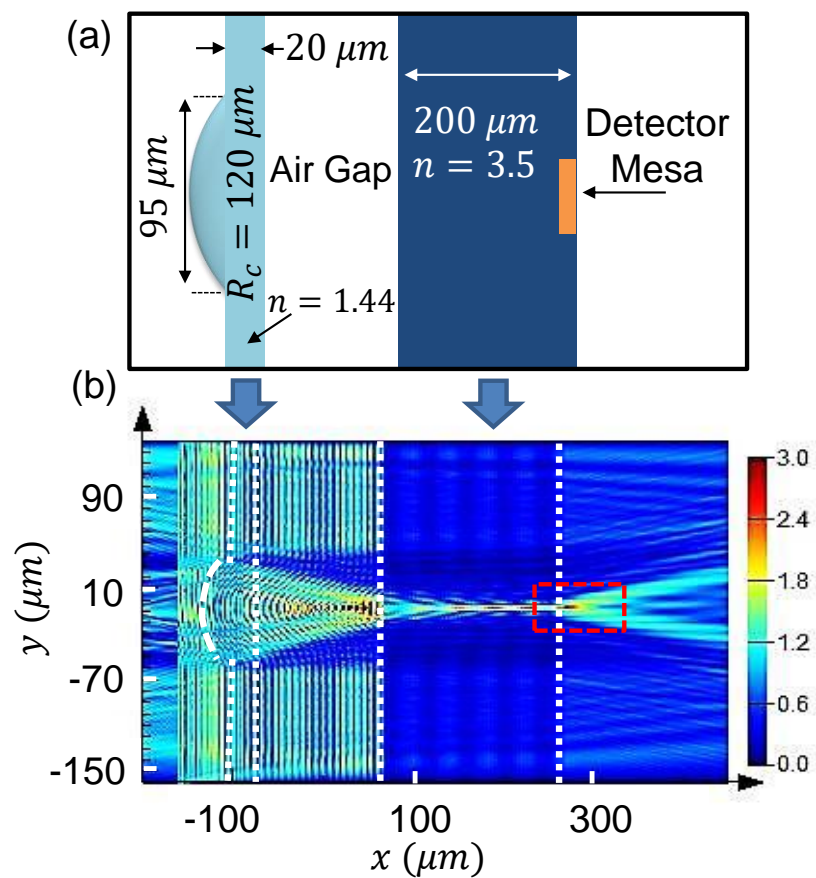 (a)
20 μm
95 μm
R_c = 120 μm
Air Gap
200 μm
n = 3.5
Detector
Mesa
n = 1.44
(b)
90
10
-70
-150
y (μm)
-100
100
300
x (μm)
3.0
2.4
1.8
1.2
0.6
0.0